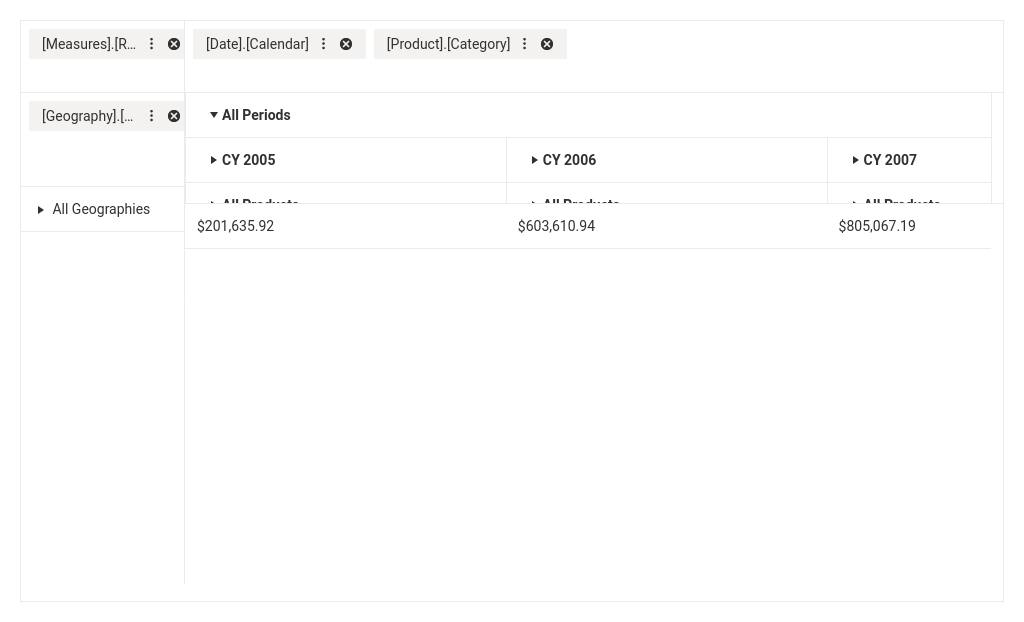 [Measures].[R...
[Date].[Calendar]
[Product].[Category]
[Geography].[...
All Periods
CY 2005
CY 2006
CY 2007
All Products
All Products
All Products
All Geographies
$201,635.92
$603,610.94
$805,067.19